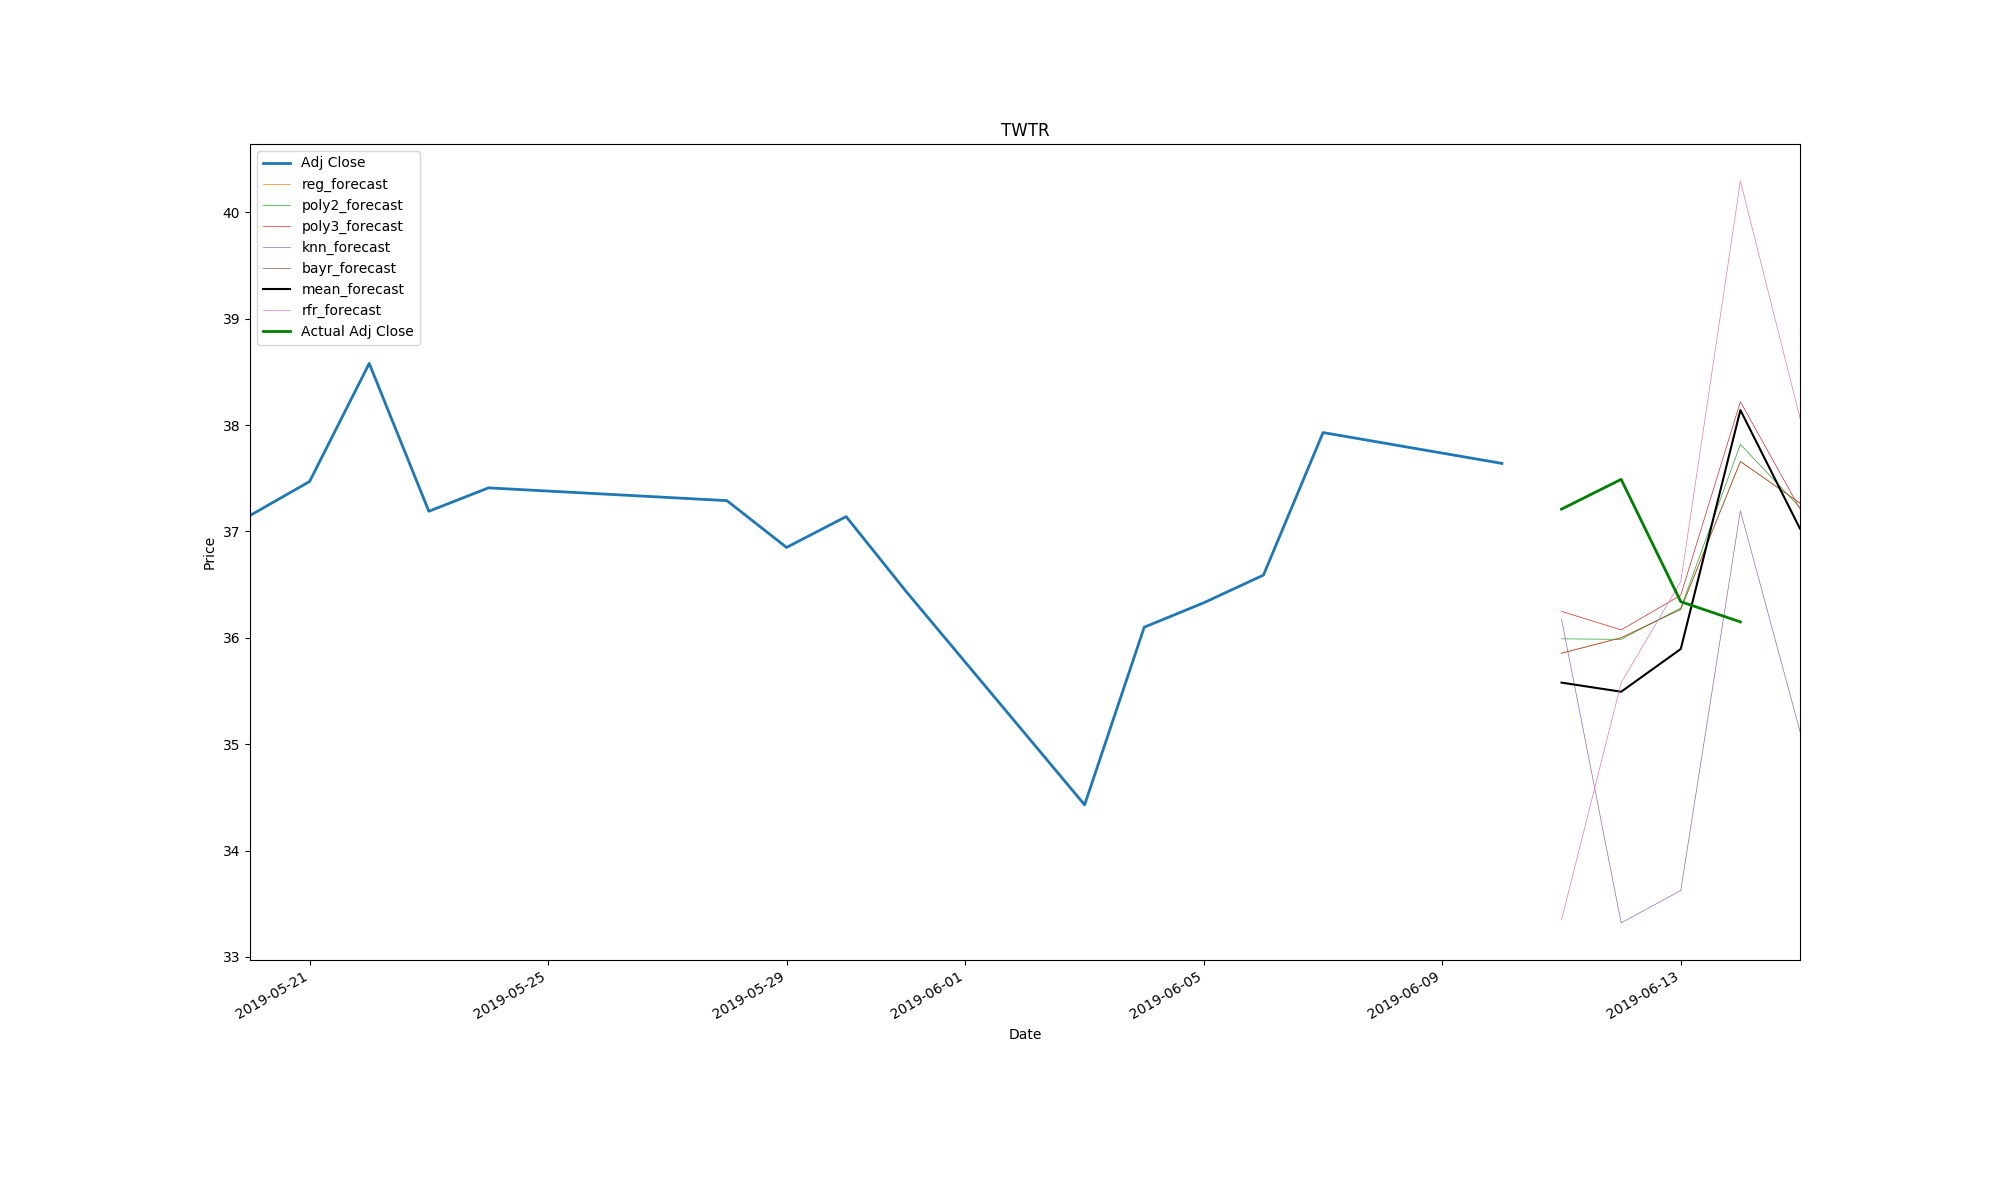 TWTR
Adj Close
reg_forecast
poly2_forecast
poly3_forecast
knn_forecast
bayr_forecast
mean_forecast
rfr_forecast
Actual Adj Close
40
39
38
37
36
35
34
33
Price
2019-05-21
2019-05-25
2019-05-29
2019-06-01
2019-06-05
2019-06-09
2019-06-13
Date